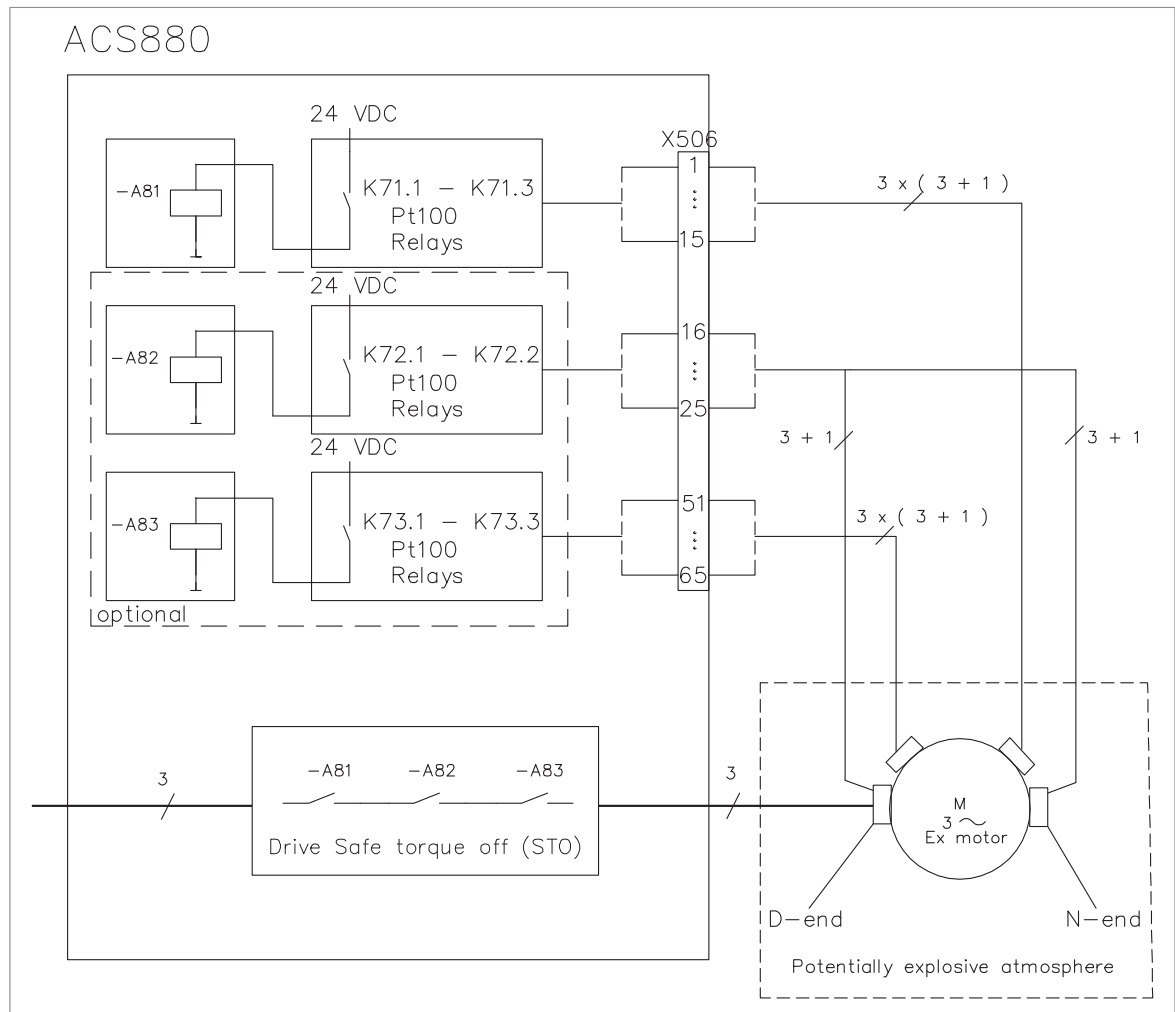 ACS880
24 VDC
X506
-A81
K71.1 - K71.3
Pt100
Relays
1
15
3 x ( 3 + 1 )
24 VDC
-A82
K72.1 - K72.2
Pt100
Relays
16
25
3 + 1
3 + 1
24 VDC
-A83
K73.1 - K73.3
Pt100
Relays
51
65
3 x ( 3 + 1 )
optional
3
-A81
-A82
-A83
Drive Safe torque off (STO)
3
M
3 ~
Ex motor
D-end
N-end
Potentially explosive atmosphere